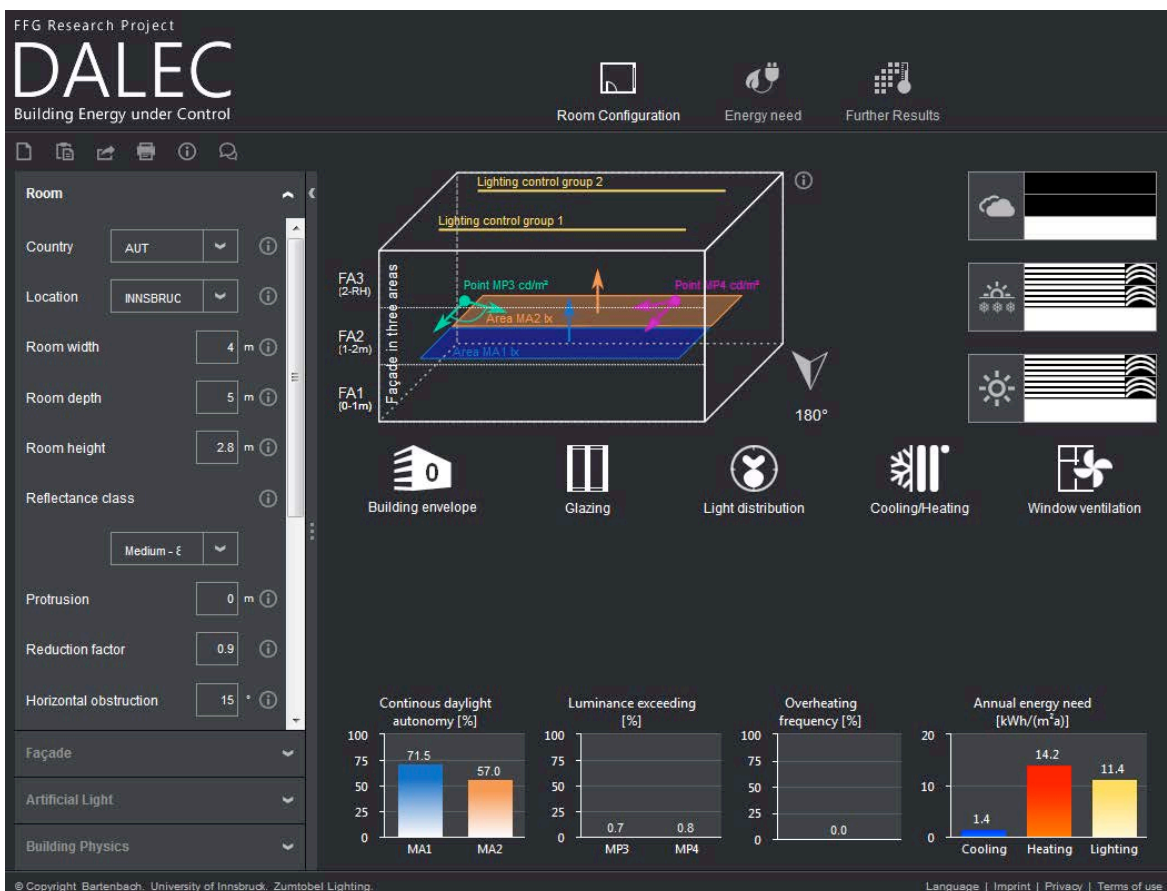 FFG Research Project
DALEC
Building Energy under Control
Room Configuration
Energy need
Further Results
Room
Country
AUT
Location
INNSBRUC
Room width
4
m
Room depth
5
m
Room height
2.8
m
Reflectance class
Medium - 8
Protrusion
0
m
Reduction factor
0.9
Horizontal obstruction
15
°
Façade
Artificial Light
Building Physics
Lighting control group 2
Lighting control group 1
FA3
(2-RH)
FA2
(1-2m)
FA1
(0-1m)
Façade in three areas
Point MP3 cd/m²
Point MP4 cd/m²
Area MA2 lx
Area MA1 lx
180°
0
Building envelope
Glazing
Light distribution
Cooling/Heating
Window ventilation
Continous daylight
autonomy [%]
100
75
50
25
0
71.5
57.0
MA1
MA2
Luminance exceeding
[%]
100
75
50
25
0
0.7
0.8
MP3
MP4
Overheating
frequency [%]
100
75
50
25
0
0.0
Annual energy need
[kWh/(m²a)]
20
10
0
1.4
14.2
11.4
Cooling
Heating
Lighting
© Copyright Bartenbach. University of Innsbruck. Zumtobel Lighting.
Language | Imprint | Privacy | Terms of use